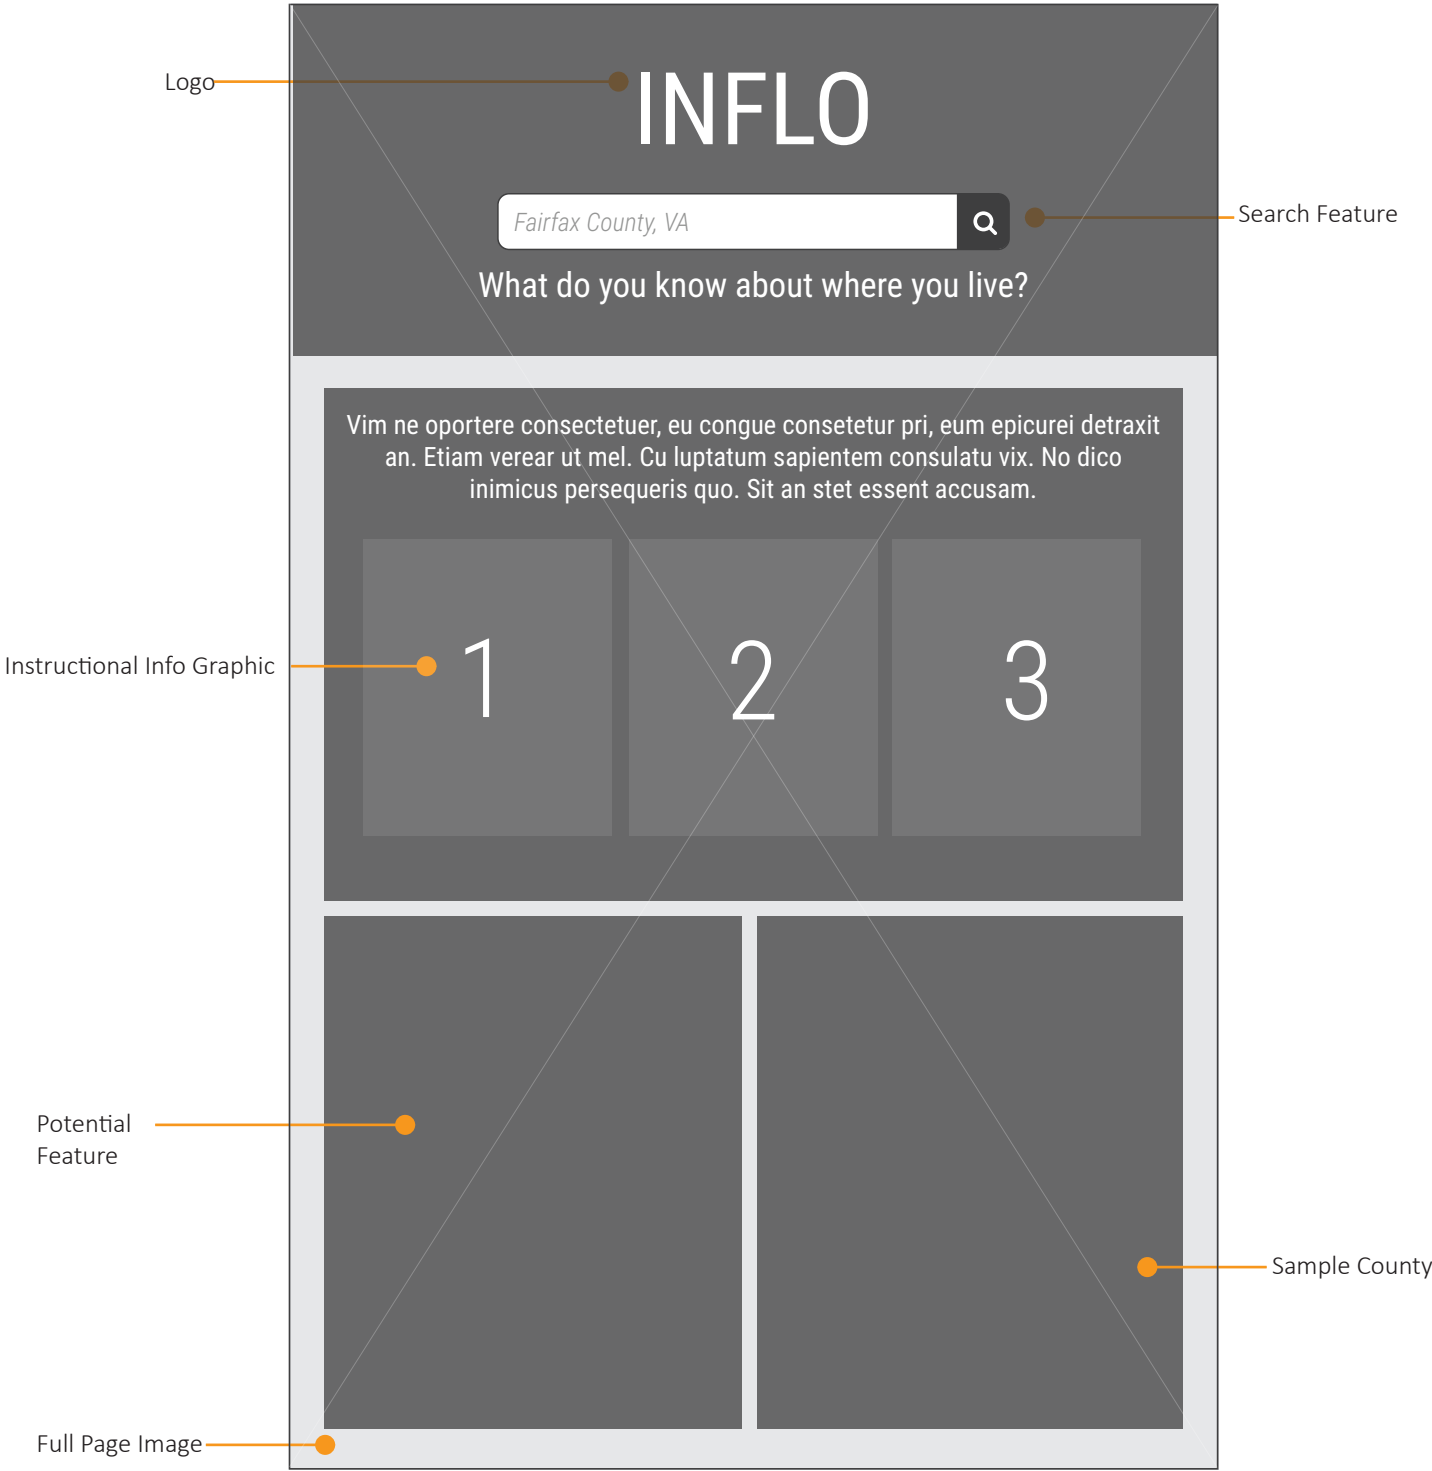 Logo
INFLO
Fairfax County, VA
Search Feature
What do you know about where you live?
Vim ne oportere consectetuer, eu congue consetetur pri, eum epicurei detraxit
an. Etiam verear ut mel. Cu luptatum sapientem consulatu vix. No dico
inimicus persequeris quo. Sit an stet essent accusam.
Instructional Info Graphic
1
2
3
Potential
Feature
Sample County
Full Page Image